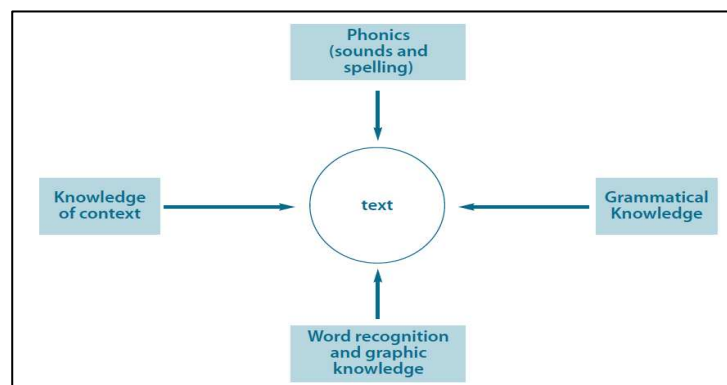 Phonics
(sounds and
spelling)
Knowledge
of context
text
Grammatical
Knowledge
Word recognition
and graphic
knowledge